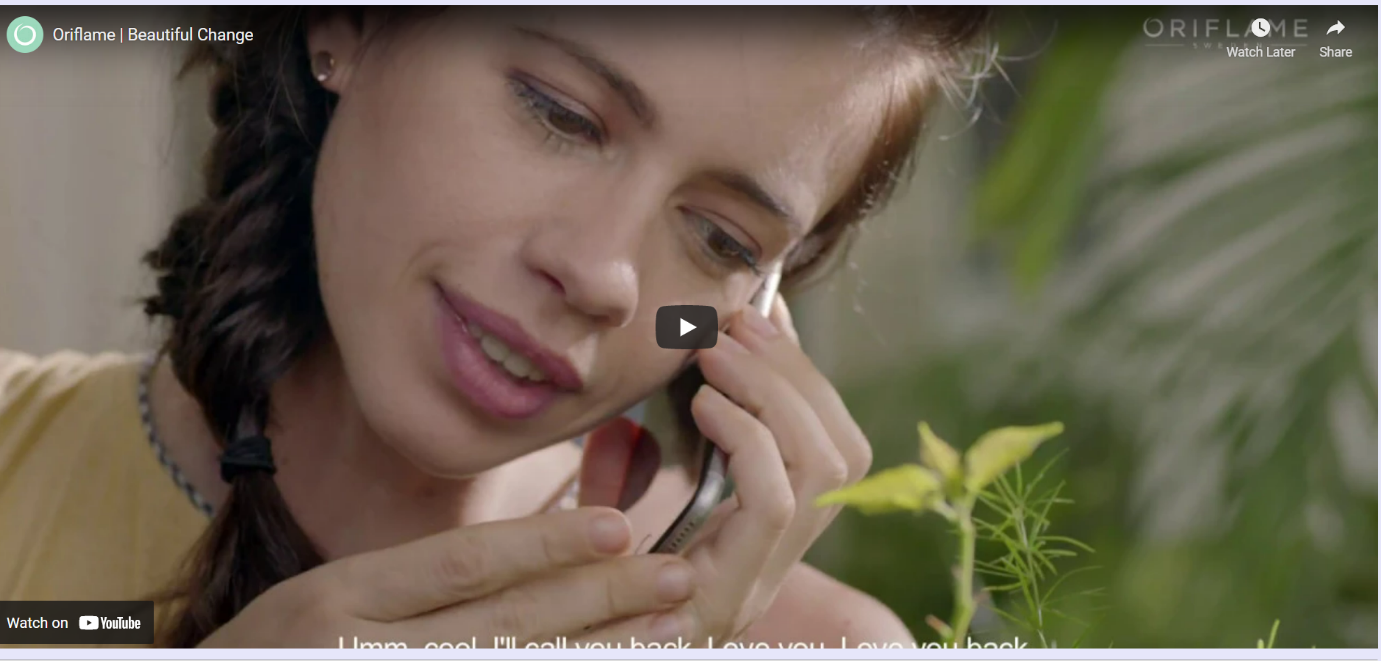 Oriflame | Beautiful Change
ORIFLAME
Watch Later
Share
Watch on YouTube
Umm, cool. I'll call you back. Love you. Love you back.